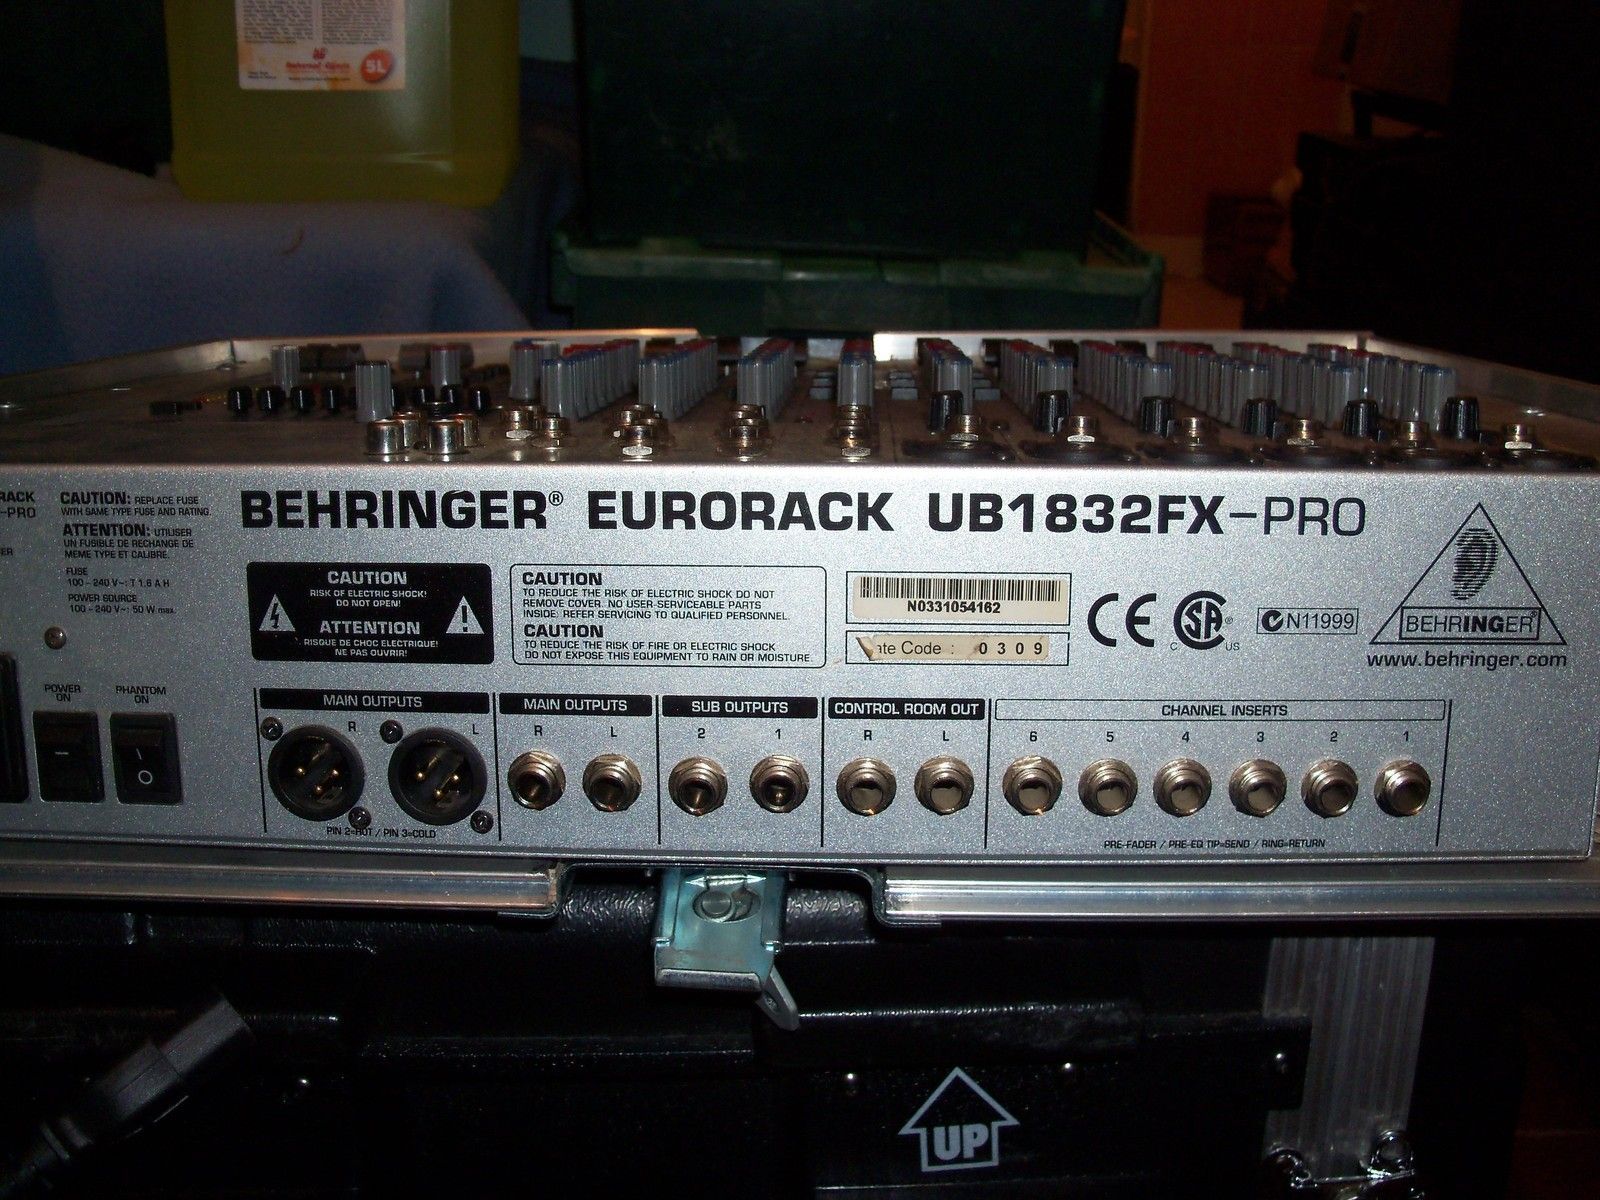 5L
RACK
-PRO
CAUTION: REPLACE FUSE
WITH SAME TYPE FUSE AND RATING.
ATTENTION: UTILISER
UN FUSIBLE DE RECHANGE DE
MEME TYPE ET CALIBRE.
FUSE
100 - 240 V~: T 1.6 A H
POWER SOURCE
100 - 240 V~: 50 W max.
BEHRINGER® EURORACK UB1832FX-PRO
CAUTION
RISK OF ELECTRIC SHOCK!
DO NOT OPEN!
ATTENTION
RISQUE DE CHOC ELECTRIQUE!
NE PAS OUVRIR!
CAUTION
TO REDUCE THE RISK OF ELECTRIC SHOCK DO NOT
REMOVE COVER. NO USER-SERVICEABLE PARTS
INSIDE: REFER SERVICING TO QUALIFIED PERSONNEL.
CAUTION
TO REDUCE THE RISK OF FIRE OR ELECTRIC SHOCK
DO NOT EXPOSE THIS EQUIPMENT TO RAIN OR MOISTURE.
N0331054162
ate Code : 0 3 0 9
CE
C SA® US
N11999
BEHRINGER®
www.behringer.com
POWER
ON
PHANTOM
ON
MAIN OUTPUTS
R L
PIN 2=HOT / PIN 3=COLD
MAIN OUTPUTS
R L
SUB OUTPUTS
2 1
CONTROL ROOM OUT
R L
CHANNEL INSERTS
6 5 4 3 2 1
PRE-FADER / PRE-EQ TIP=SEND / RING=RETURN
UP